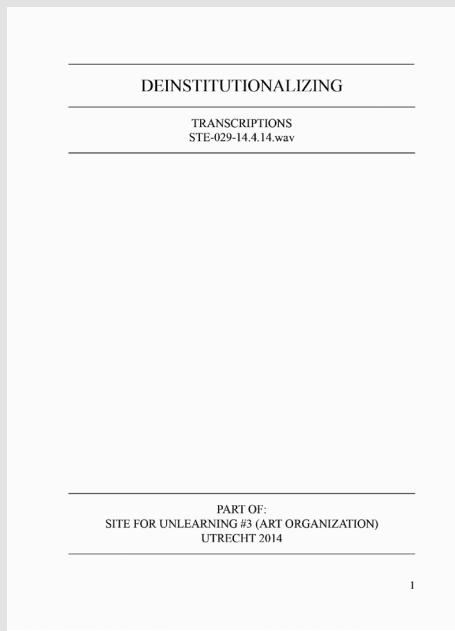 DEINSTITUTIONALIZING
TRANSCRIPTIONS
STE-029-14.4.14.wav
PART OF:
SITE FOR UNLEARNING #3 (ART ORGANIZATION)
UTRECHT 2014
1